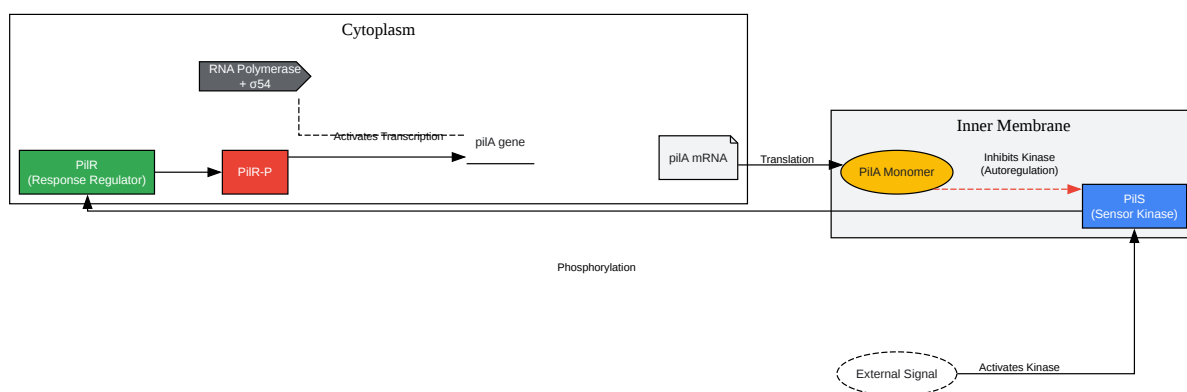 Cytoplasm
RNA Polymerase
+ σ54
Activates Transcription
pilA gene
PilR
(Response Regulator)
PilR-P
pilA mRNA
Translation
Inner Membrane
PilA Monomer
Inhibits Kinase
(Autoregulation)
PilS
(Sensor Kinase)
Phosphorylation
External Signal
Activates Kinase